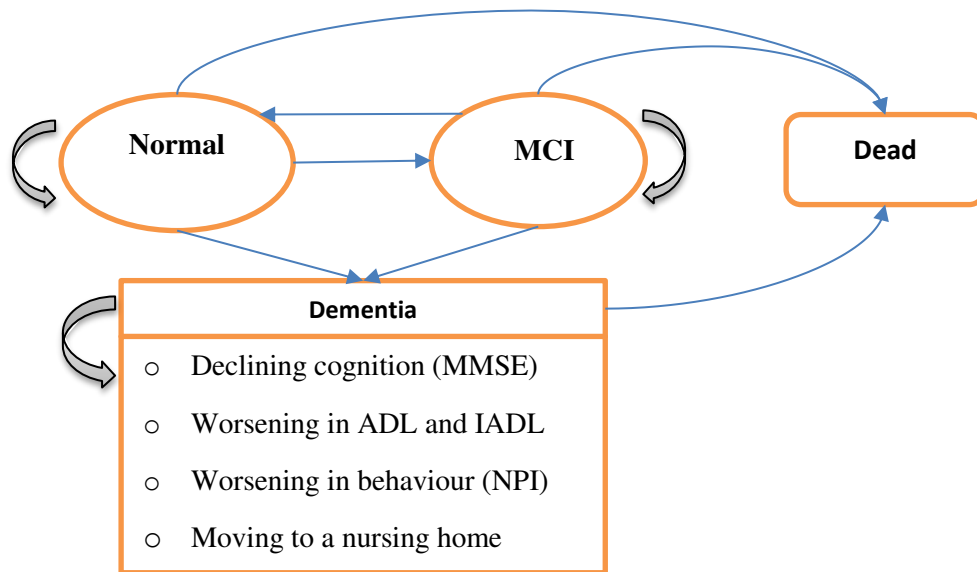 Normal
MCI
Dead
Dementia
o Declining cognition (MMSE)
o Worsening in ADL and IADL
o Worsening in behaviour (NPI)
o Moving to a nursing home